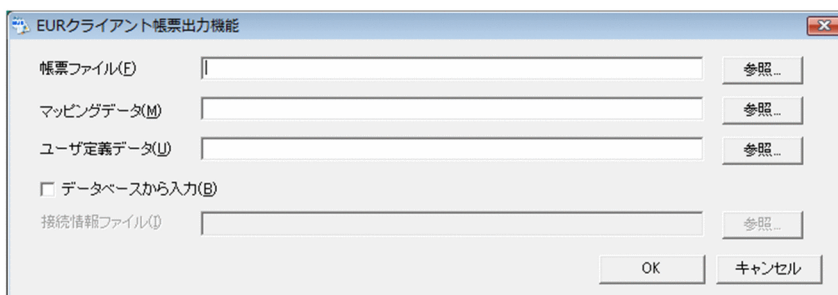 EURクライアント帳票出力機能
帳票ファイル(F) 参照...
マッピングデータ(M) 参照...
ユーザ定義データ(U) 参照...
データベースから入力(B)
接続情報ファイル(I) 参照...
OK キャンセル